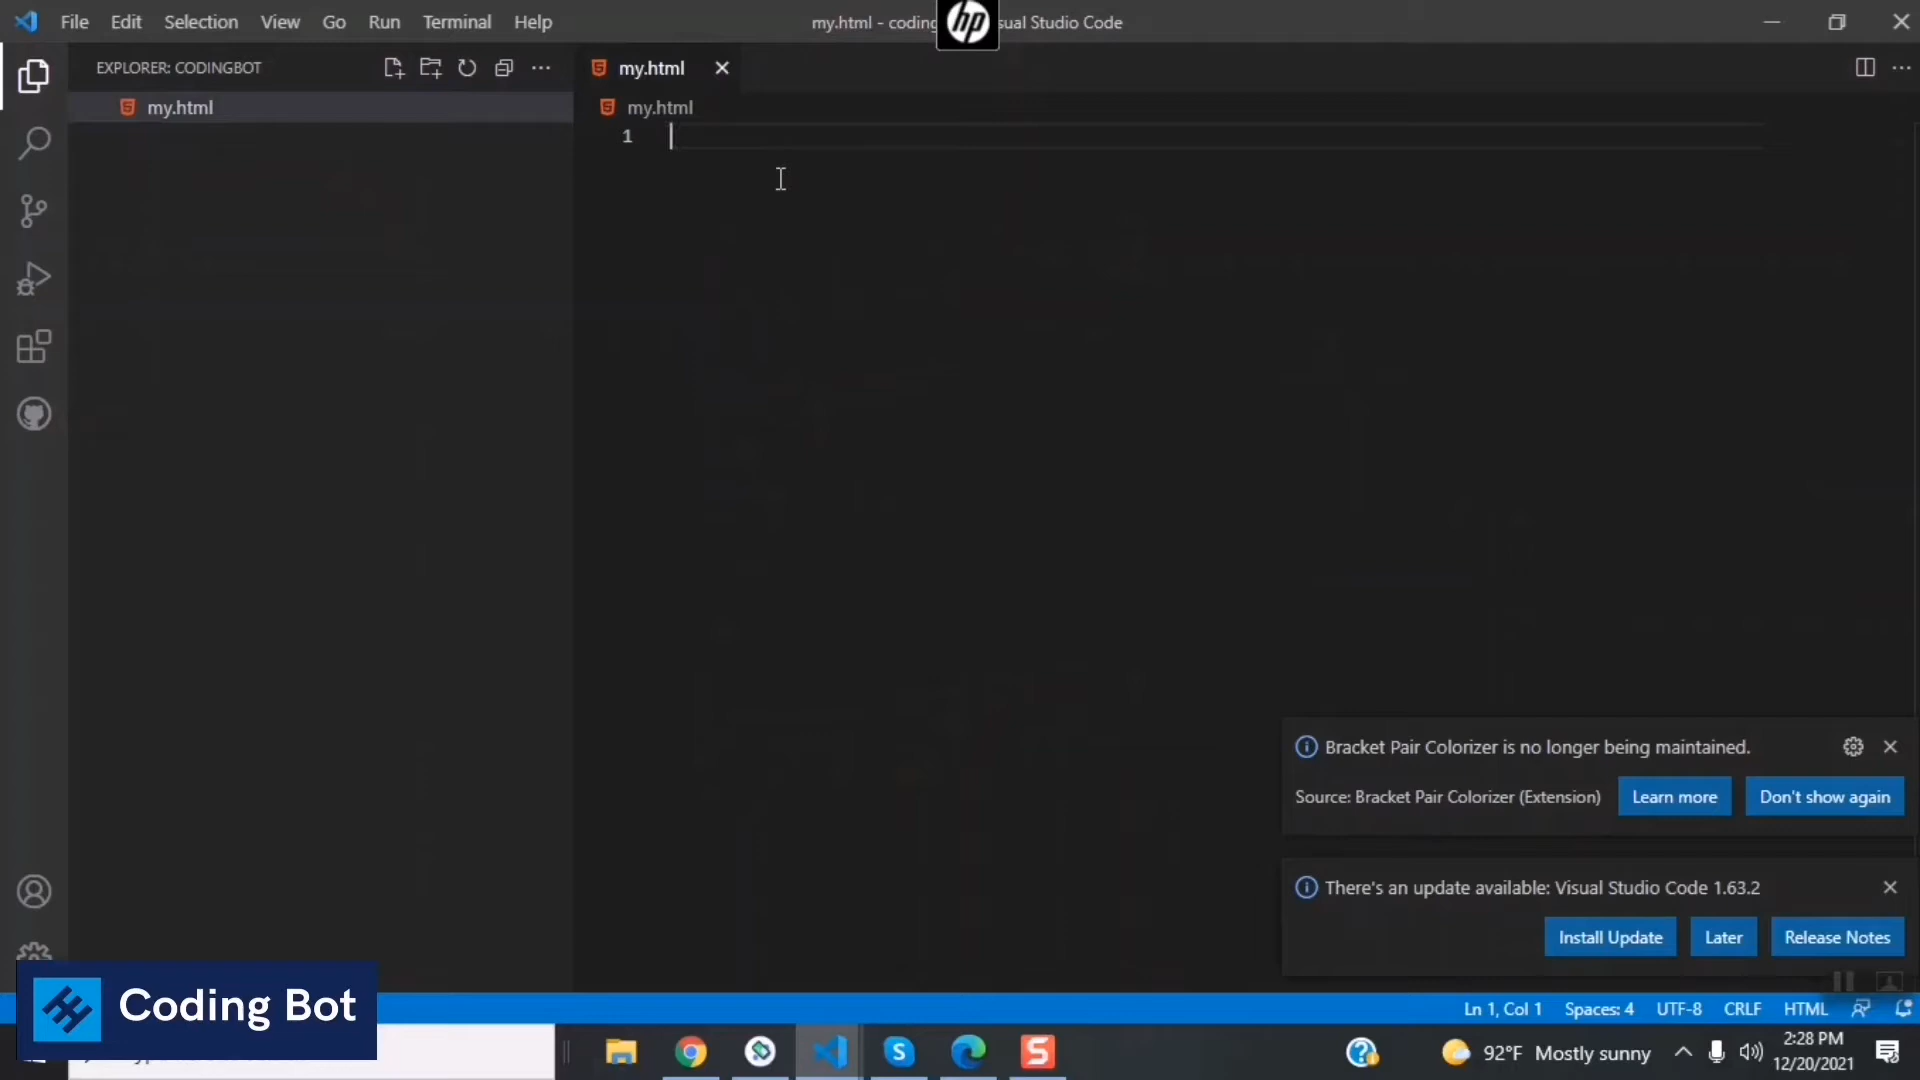 File Edit Selection View Go Run Terminal Help
my.html - coding sual Studio Code
hp
EXPLORER: CODINGBOT
my.html
my.html
my.html
1
Bracket Pair Colorizer is no longer being maintained.
Source: Bracket Pair Colorizer (Extension)
Learn more
Don't show again
There's an update available: Visual Studio Code 1.63.2
Install Update
Later
Release Notes
Coding Bot
Ln 1, Col 1 Spaces: 4 UTF-8 CRLF HTML
S
S
92°F Mostly sunny
2:28 PM
12/20/2021